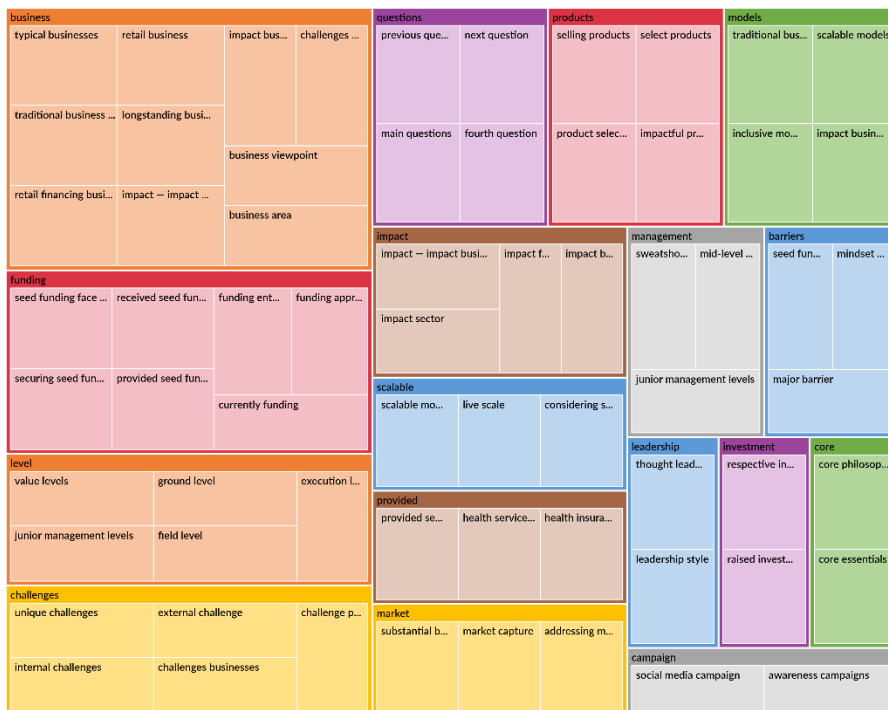 business
typical businesses
retail business
impact bus...
challenges ...
traditional business ...
longstanding busi...
business viewpoint
retail financing busi...
impact — impact ...
business area
funding
seed funding face ...
received seed fun...
funding ent...
funding appr...
securing seed fun...
provided seed fun...
currently funding
level
value levels
ground level
execution l...
junior management levels
field level
challenges
unique challenges
external challenge
challenge p...
internal challenges
challenges businesses
questions
previous que...
next question
main questions
fourth question
products
selling products
select products
product selec...
impactful pr...
models
traditional bus...
scalable models
inclusive mo...
impact busin...
impact
impact — impact busi...
impact f...
impact b...
impact sector
scalable
scalable mo...
live scale
considering s...
provided
provided se...
health service...
health insura...
market
substantial b...
market capture
addressing m...
management
sweatsho...
mid-level ...
junior management levels
barriers
seed fun...
mindset ...
major barrier
leadership
thought lead...
leadership style
investment
respective in...
raised invest...
core
core philosop...
core essentials
campaign
social media campaign
awareness campaigns